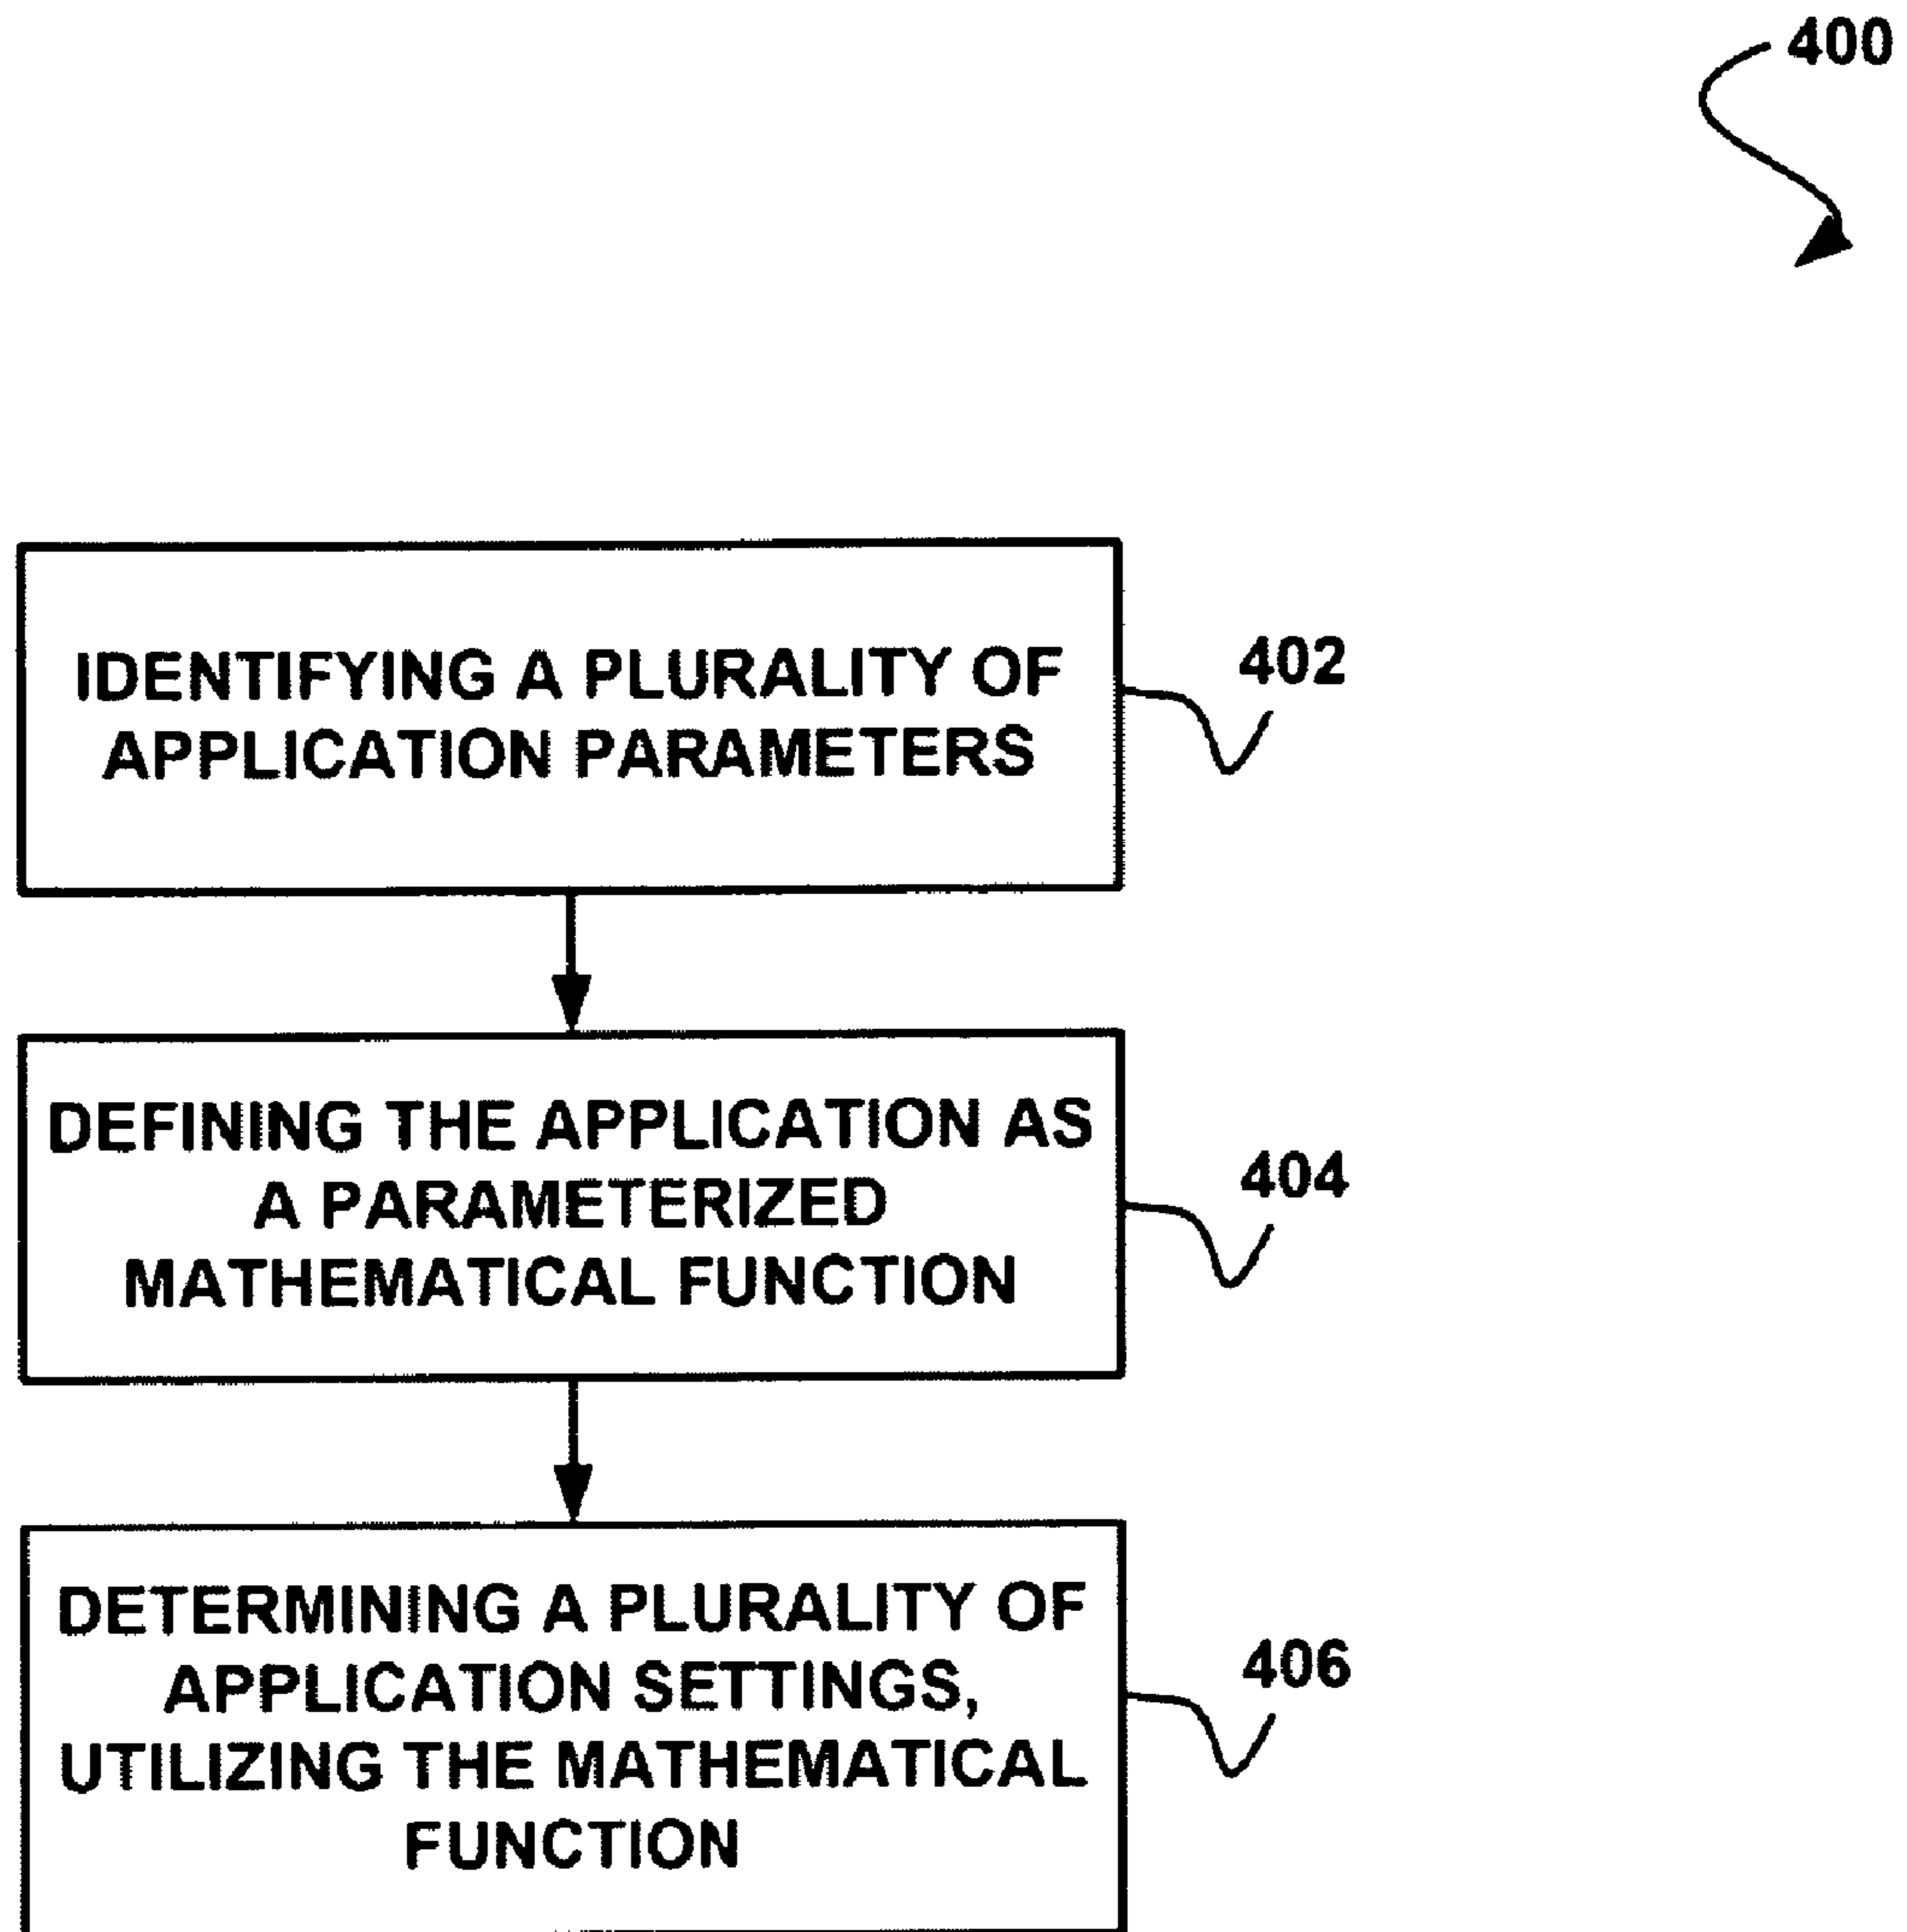 400
IDENTIFYING A PLURALITY OF
APPLICATION PARAMETERS
402
DEFINING THE APPLICATION AS
A PARAMETERIZED
MATHEMATICAL FUNCTION
404
DETERMINING A PLURALITY OF
APPLICATION SETTINGS,
UTILIZING THE MATHEMATICAL
FUNCTION
406